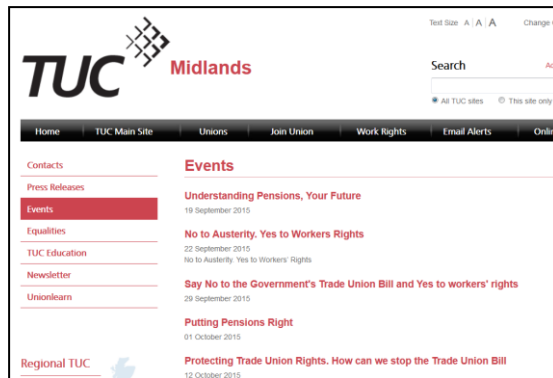 Text Size A | A | A Change
TUC Midlands
Search
All TUC sites This site only
Home TUC Main Site Unions Join Union Work Rights Email Alerts
Contacts
Press Releases
Events
Equalities
TUC Education
Newsletter
Unionlearn
Regional TUC
Events
Understanding Pensions, Your Future
19 September 2015
No to Austerity. Yes to Workers Rights
22 September 2015
No to Austerity. Yes to Workers' Rights
Say No to the Government's Trade Union Bill and Yes to workers' rights
29 September 2015
Putting Pensions Right
01 October 2015
Protecting Trade Union Rights. How can we stop the Trade Union Bill
12 October 2015